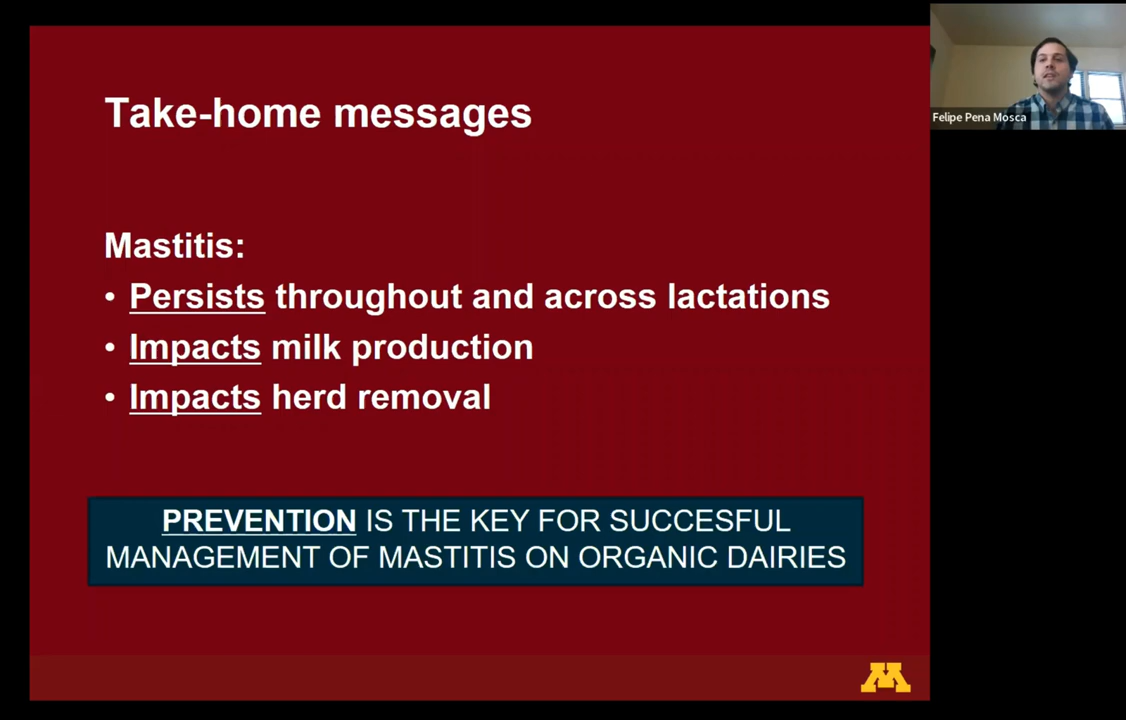 Take-home messages
Felipe Pena Mosca
Mastitis:
• Persists throughout and across lactations
• Impacts milk production
• Impacts herd removal
PREVENTION IS THE KEY FOR SUCCESFUL
MANAGEMENT OF MASTITIS ON ORGANIC DAIRIES
M